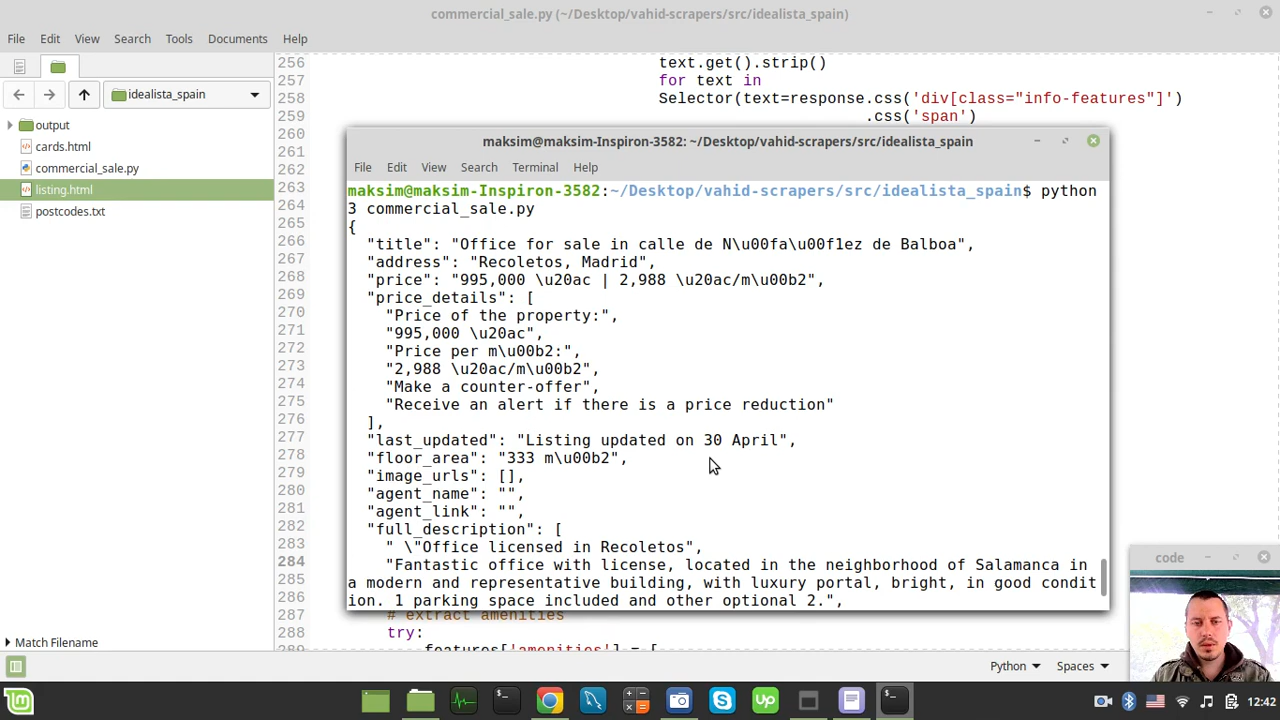 commercial_sale.py (~/Desktop/vahid-scrapers/src/idealista_spain)
File Edit View Search Tools Documents Help
idealista_spain
output
cards.html
commercial_sale.py
listing.html
postcodes.txt
Match Filename
256 text.get().strip()
257 for text in
258 Selector(text=response.css('div[class="info-features"]')
259 .css('span')
260
261
262
263
264
265
266
267
268
269
270
271
272
273
274
275
276
277
278
279
280
281
282
283
284
285
286
287 # extract amenities
288 try:
289 features['amenities'] = [
maksim@maksim-Inspiron-3582: ~/Desktop/vahid-scrapers/src/idealista_spain
File Edit View Search Terminal Help
maksim@maksim-Inspiron-3582:~/Desktop/vahid-scrapers/src/idealista_spain$ python
3 commercial_sale.py
{
"title": "Office for sale in calle de N\u00fa\u00f1ez de Balboa",
"address": "Recoletos, Madrid",
"price": "995,000 \u20ac | 2,988 \u20ac/m\u00b2",
"price_details": [
"Price of the property:",
"995,000 \u20ac",
"Price per m\u00b2:",
"2,988 \u20ac/m\u00b2",
"Make a counter-offer",
"Receive an alert if there is a price reduction"
],
"last_updated": "Listing updated on 30 April",
"floor_area": "333 m\u00b2",
"image_urls": [],
"agent_name": "",
"agent_link": "",
"full_description": [
" \"Office licensed in Recoletos",
"Fantastic office with license, located in the neighborhood of Salamanca in
a modern and representative building, with luxury portal, bright, in good condit
ion. 1 parking space included and other optional 2.",
code
Python Spaces
12:42